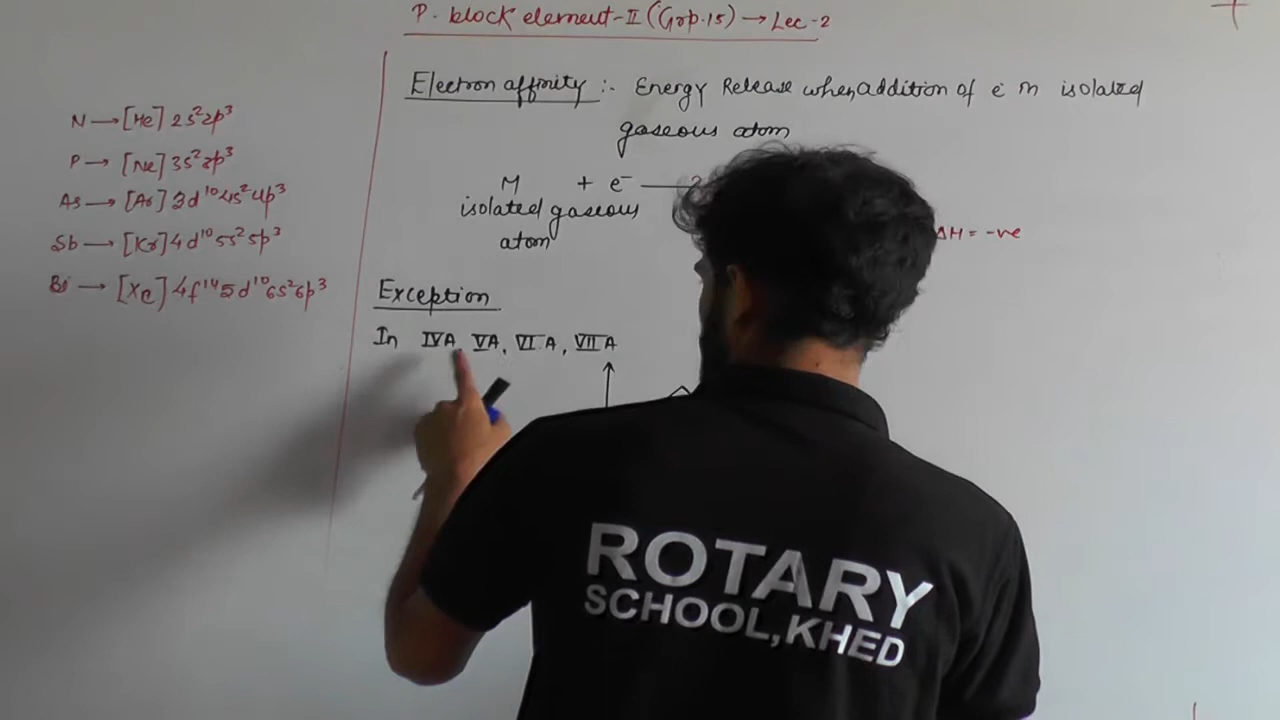 P-block element-II (Grp.15) → Lec-2
N → [He] 2s²2p³
P → [Ne] 3s²3p³
As → [Ar] 3d¹⁰4s²4p³
Sb → [Kr] 4d¹⁰5s²5p³
Bi → [Xe] 4f¹⁴5d¹⁰6s²6p³
Electron affinity :- Energy Release when addition of e⁻ in isolated
gaseous atom
M + e⁻ →
isolated gaseous
atom
ΔH = -ve
Exception
In IVA, VA, VIA, VIIA
ROTARY
SCHOOL, KHED